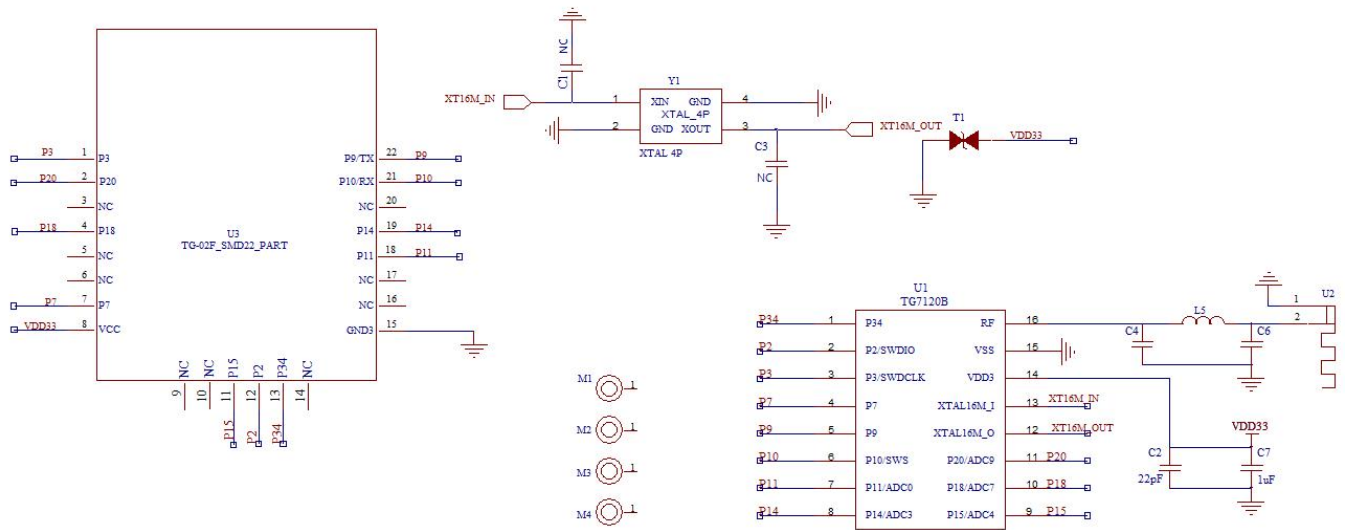 NC
C1
XT16M_IN
1
2
Y1
XIN GND
XTAL_4P
GND XOUT
XTAL 4P
4
3
XT16M_OUT
C3
NC
T1
VDD33
P3 1 P3
P20 2 P20
3 NC
P18 4 P18
5 NC
6 NC
P7 7 P7
VDD33 8 VCC
U3
TG-02F_SMD22_PART
P9/TX 22 P9
P10/RX 21 P10
NC 20
P14 19 P14
P11 18 P11
NC 17
NC 16
GND3 15
NC 9
NC 10
P15 11 P15
P2 12 P2
P34 13 P34
NC 14
M1 1
M2 1
M3 1
M4 1
U1
TG7120B
P34 1 P34
P2 2 P2/SWDIO
P3 3 P3/SWDCLK
P7 4 P7
P9 5 P9
P10 6 P10/SWS
P11 7 P11/ADC0
P14 8 P14/ADC3
RF 16
VSS 15
VDD3 14
XTAL16M_I 13 XT16M_IN
XTAL16M_O 12 XT16M_OUT
P20/ADC9 11 P20
P18/ADC7 10 P18
P15/ADC4 9 P15
C4
L5
C6
1
2
U2
VDD33
C2
22pF
C7
1uF